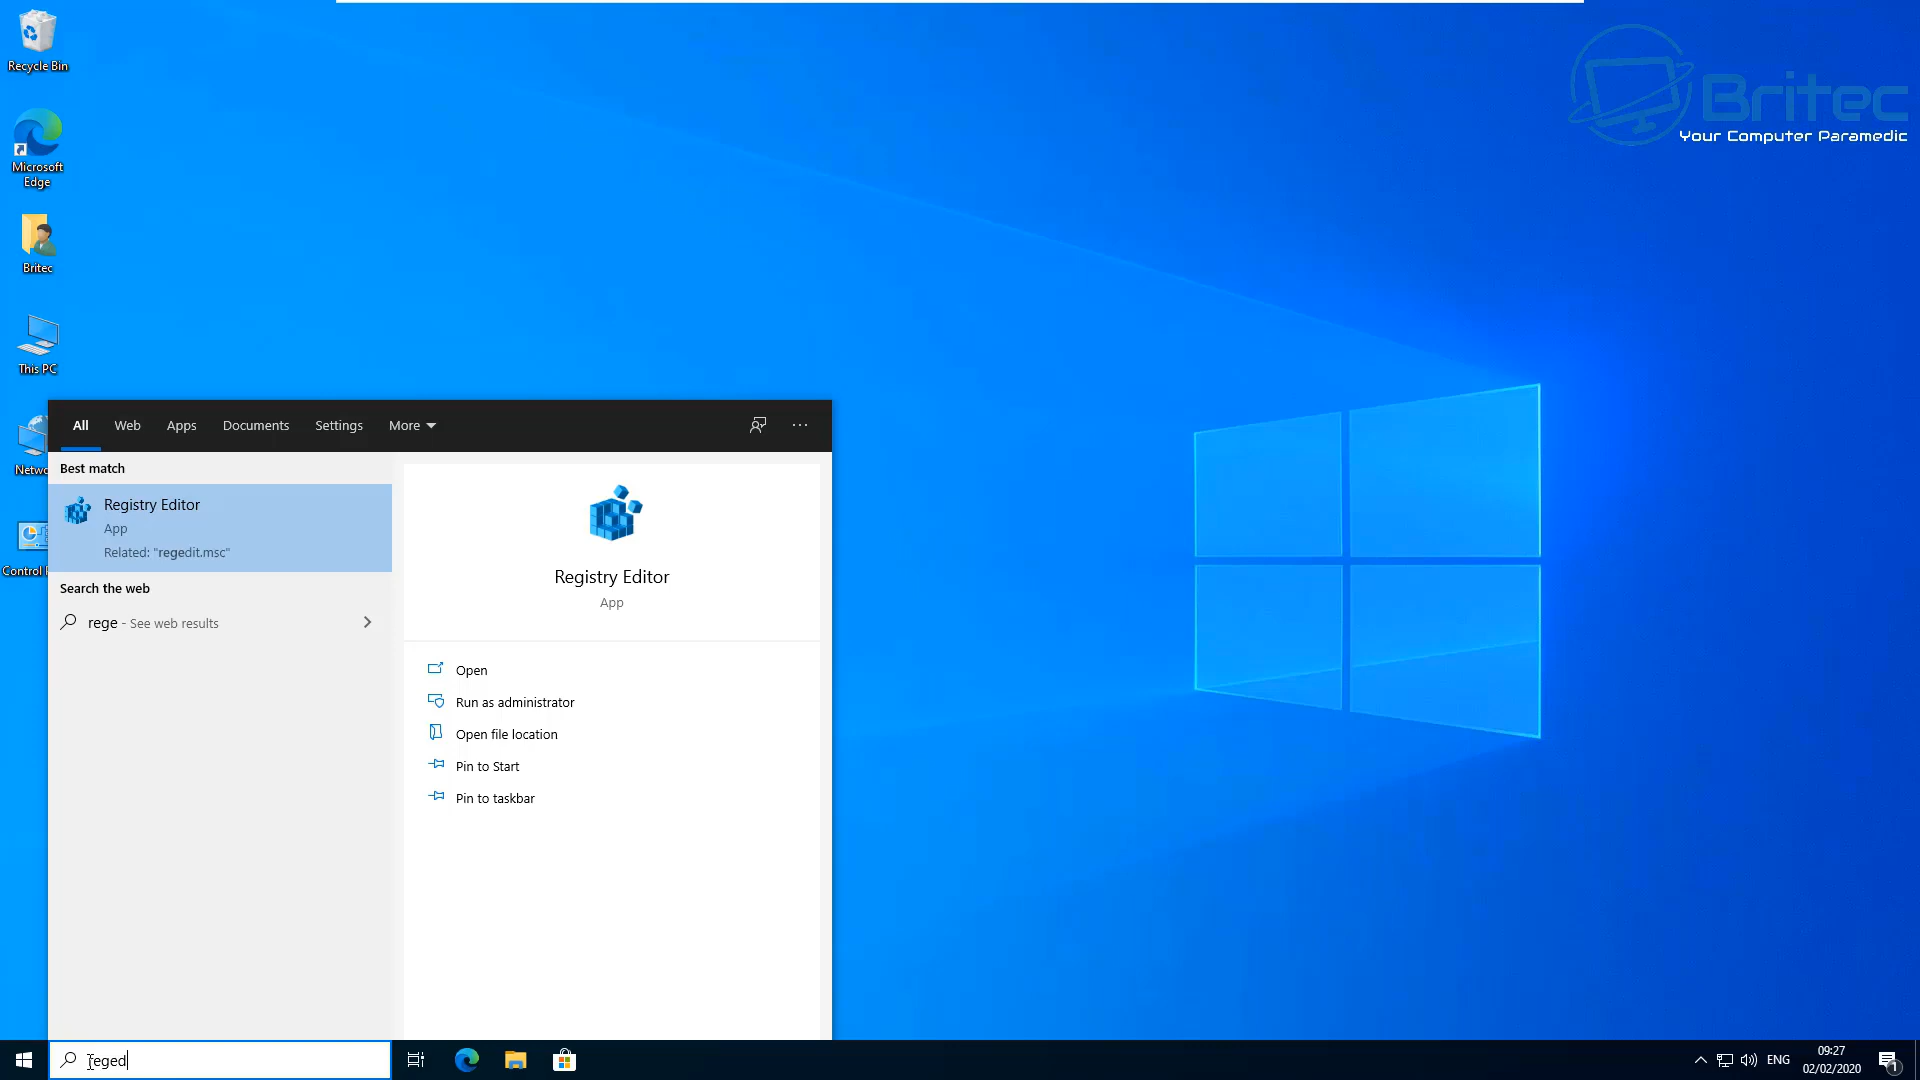 Recycle Bin
Microsoft
Edge
Britec
This PC
Netwo
Control P
Britec
Your Computer Paramedic
All
Web
Apps
Documents
Settings
More
Best match
Registry Editor
App
Related: "regedit.msc"
Search the web
rege - See web results
Registry Editor
App
Open
Run as administrator
Open file location
Pin to Start
Pin to taskbar
reged
ENG
09:27
02/02/2020
1